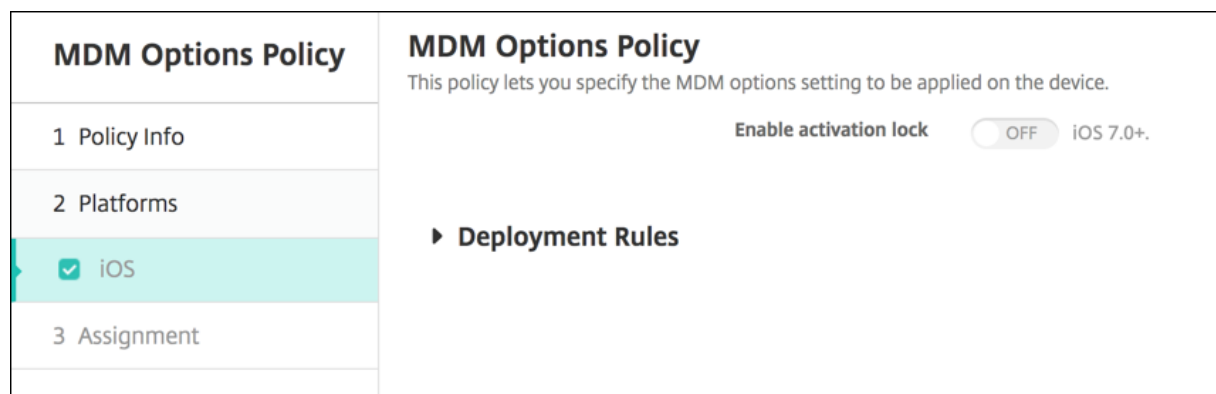 MDM Options Policy
1 Policy Info
2 Platforms
iOS
3 Assignment
MDM Options Policy
This policy lets you specify the MDM options setting to be applied on the device.
Enable activation lock OFF iOS 7.0+.
Deployment Rules